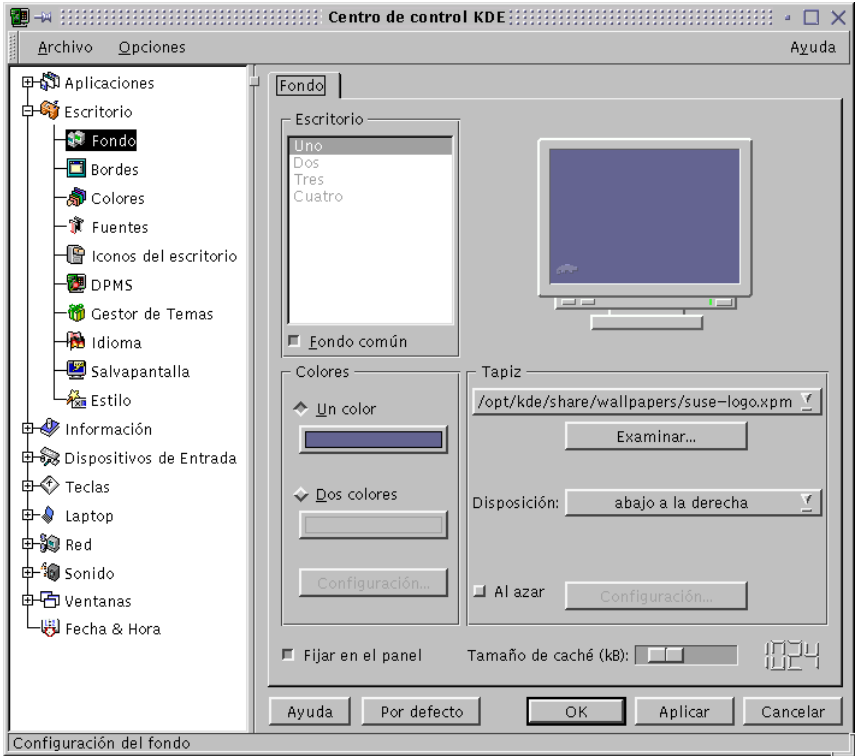 Centro de control KDE
Archivo Opciones Ayuda
Aplicaciones
Escritorio
Fondo
Bordes
Colores
Fuentes
Iconos del escritorio
DPMS
Gestor de Temas
Idioma
Salvapantalla
Estilo
Información
Dispositivos de Entrada
Teclas
Laptop
Red
Sonido
Ventanas
Fecha & Hora
Fondo
Escritorio
Uno
Dos
Tres
Cuatro
Fondo común
Colores
Un color
Dos colores
Configuración...
Tapiz
/opt/kde/share/wallpapers/suse-logo.xpm
Examinar...
Disposición: abajo a la derecha
Al azar Configuración...
Fijar en el panel Tamaño de caché (kB): 1024
Ayuda Por defecto OK Aplicar Cancelar
Configuración del fondo